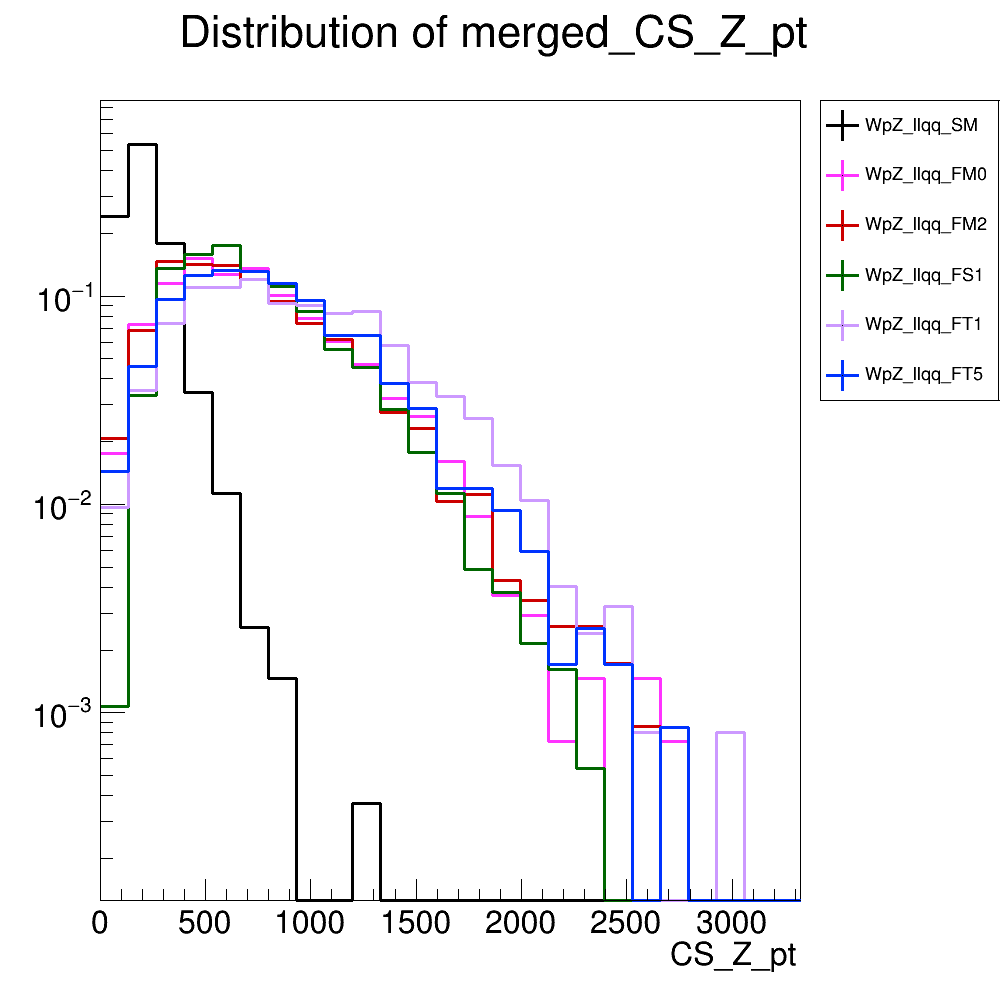 Distribution of merged_CS_Z_pt
WpZ_llqq_SM
WpZ_llqq_FM0
WpZ_llqq_FM2
WpZ_llqq_FS1
WpZ_llqq_FT1
WpZ_llqq_FT5
10−1
10−2
10−3
0 500 1000 1500 2000 2500 3000
CS_Z_pt